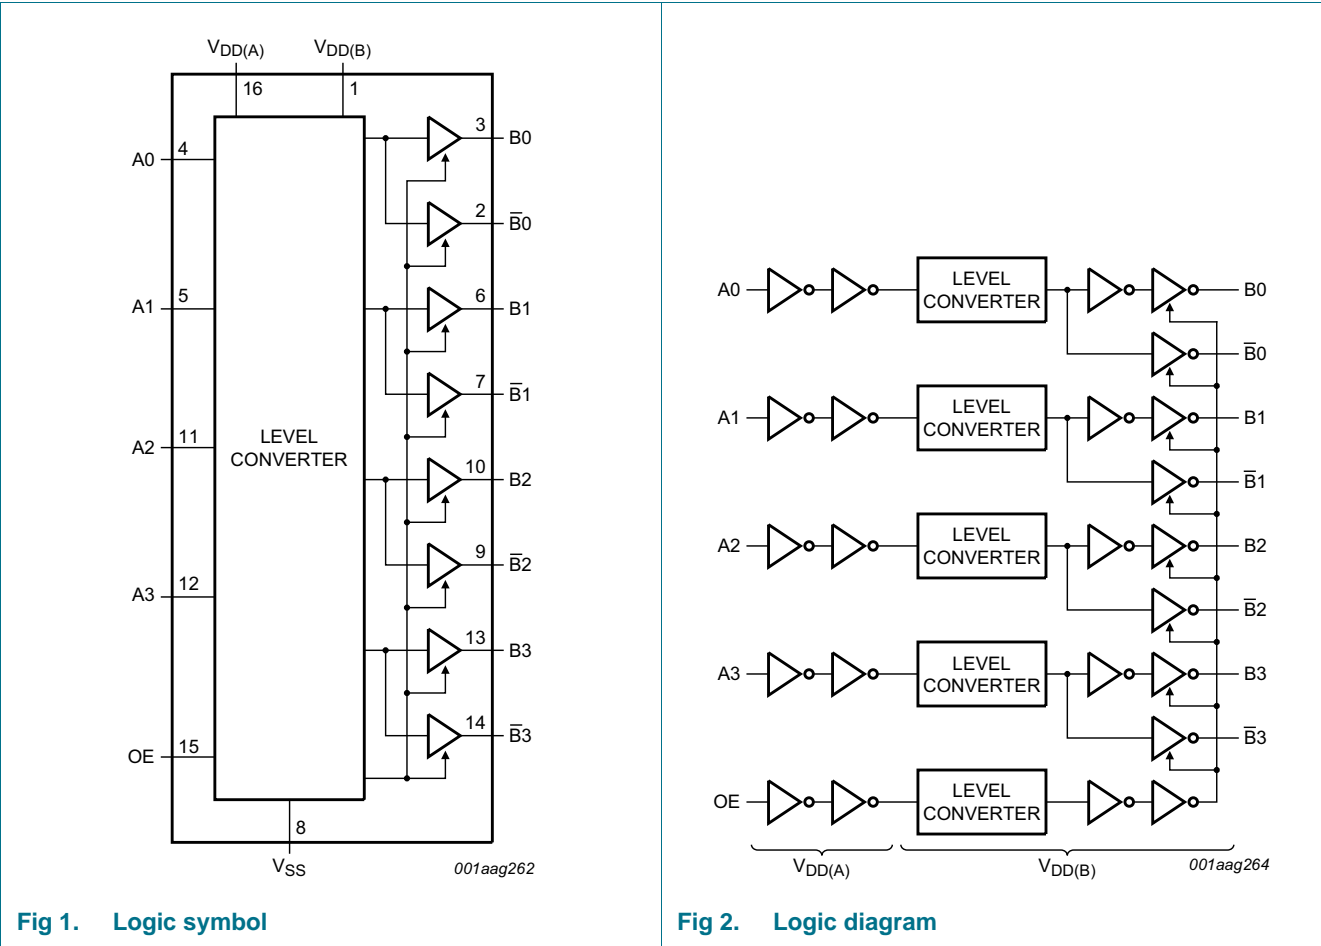 VDD(A) VDD(B)
16 1
3 B0
A0 4
2 B̅0
A1 5
6 B1
7 B̅1
A2 11
LEVEL
CONVERTER
10 B2
9 B̅2
A3 12
13 B3
14 B̅3
OE 15
8
VSS
001aag262
Fig 1. Logic symbol
A0 LEVEL
CONVERTER B0
B̅0
A1 LEVEL
CONVERTER B1
B̅1
A2 LEVEL
CONVERTER B2
B̅2
A3 LEVEL
CONVERTER B3
B̅3
OE LEVEL
CONVERTER
VDD(A) VDD(B) 001aag264
Fig 2. Logic diagram